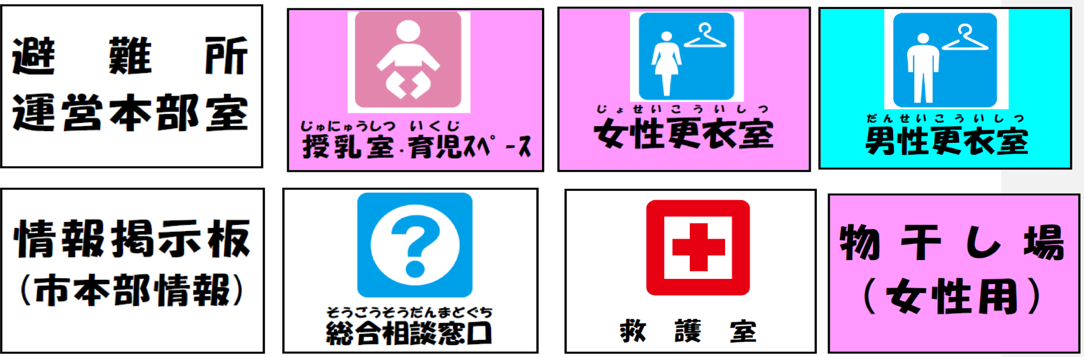 避難所
運営本部室
じゅにゅうしつ いくじ
授乳室・育児スペース
じょせいこういしつ
女性更衣室
だんせいこういしつ
男性更衣室
情報掲示板
(市本部情報)
?
そうごうそうだんまどぐち
総合相談窓口
救護室
物干し場
(女性用)